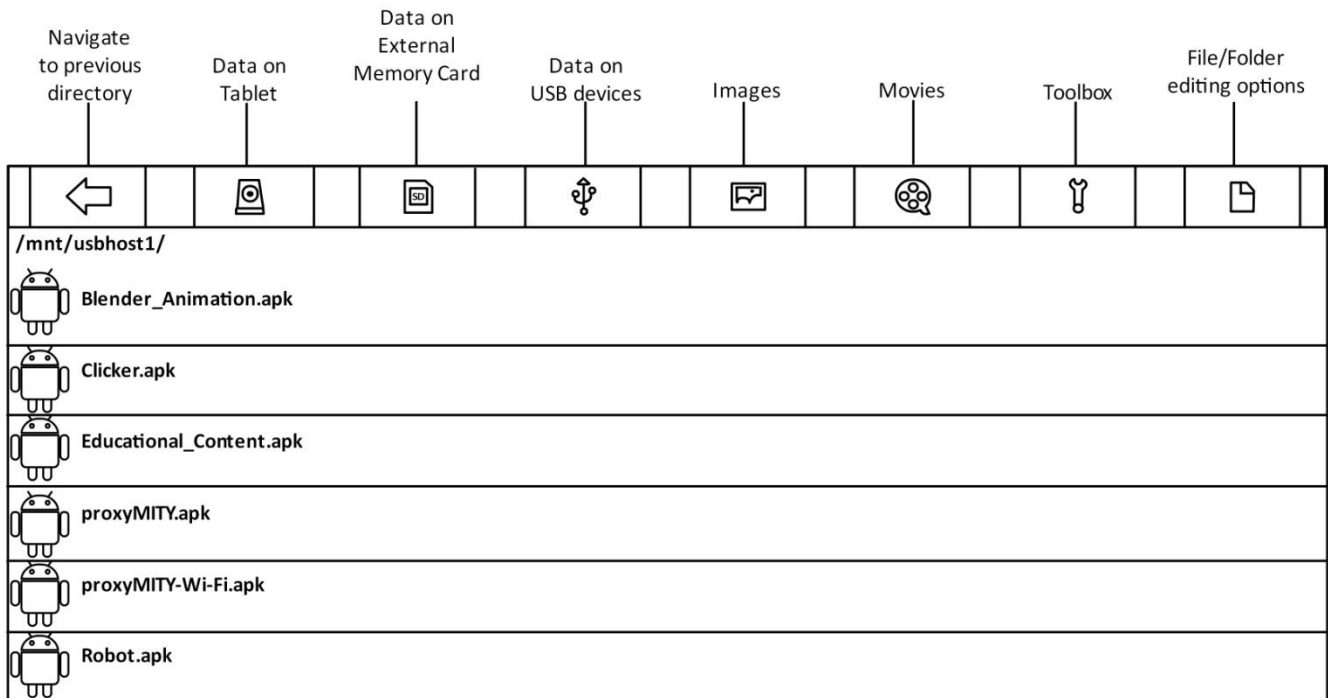 Navigate
to previous
directory
Data on
Tablet
Data on
External
Memory Card
Data on
USB devices
Images
Movies
Toolbox
File/Folder
editing options
SD
/mnt/usbhost1/
Blender_Animation.apk
Clicker.apk
Educational_Content.apk
proxyMITY.apk
proxyMITY-Wi-Fi.apk
Robot.apk